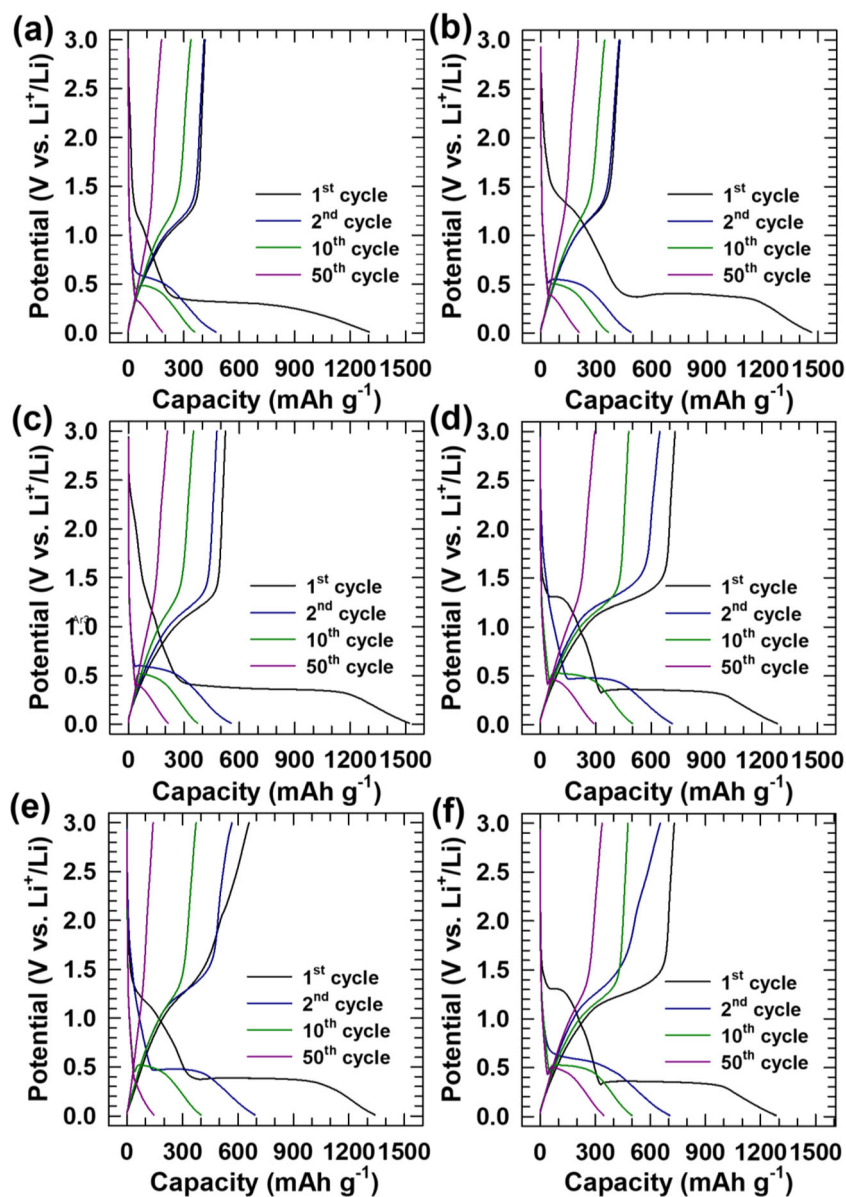 (a)
3.0
2.5
2.0
1.5
1.0
0.5
0.0
Potential (V vs. Li⁺/Li)
1st cycle
2nd cycle
10th cycle
50th cycle
0 300 600 900 1200 1500
Capacity (mAh g⁻¹)
(b)
3.0
2.5
2.0
1.5
1.0
0.5
0.0
Potential (V vs. Li⁺/Li)
1st cycle
2nd cycle
10th cycle
50th cycle
0 300 600 900 1200 1500
Capacity (mAh g⁻¹)
(c)
3.0
2.5
2.0
1.5
1.0
0.5
0.0
Potential (V vs. Li⁺/Li)
1st cycle
2nd cycle
10th cycle
50th cycle
0 300 600 900 1200 1500
Capacity (mAh g⁻¹)
(d)
3.0
2.5
2.0
1.5
1.0
0.5
0.0
Potential (V vs. Li⁺/Li)
1st cycle
2nd cycle
10th cycle
50th cycle
0 300 600 900 1200 1500
Capacity (mAh g⁻¹)
(e)
3.0
2.5
2.0
1.5
1.0
0.5
0.0
Potential (V vs. Li⁺/Li)
1st cycle
2nd cycle
10th cycle
50th cycle
0 300 600 900 1200 1500
Capacity (mAh g⁻¹)
(f)
3.0
2.5
2.0
1.5
1.0
0.5
0.0
Potential (V vs. Li⁺/Li)
1st cycle
2nd cycle
10th cycle
50th cycle
0 300 600 900 1200 1500
Capacity (mAh g⁻¹)